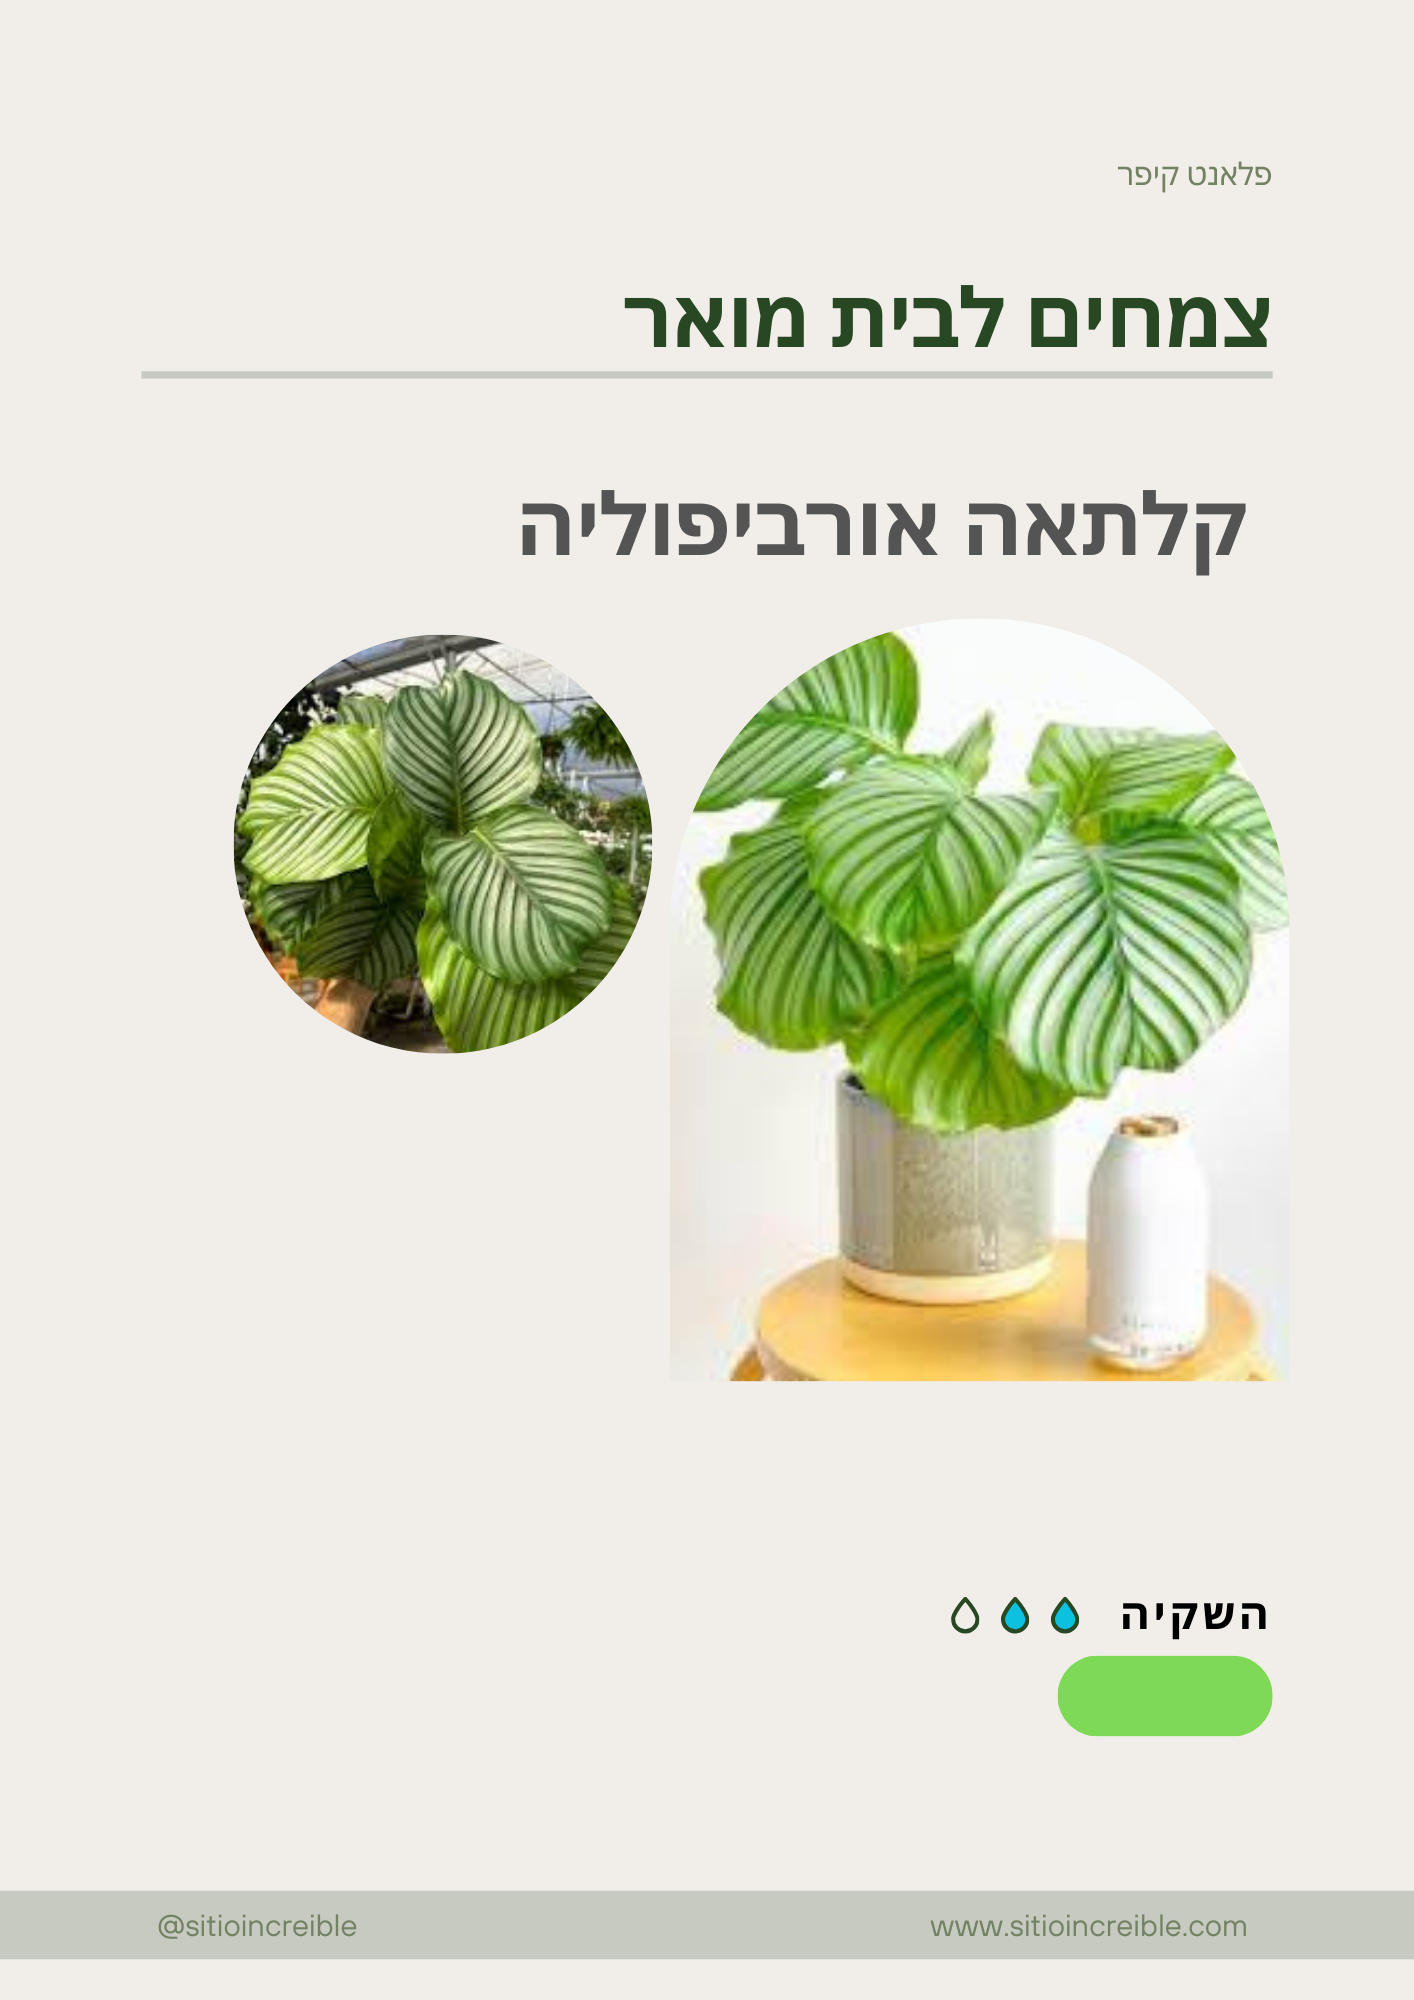 פלאנט קיפר
צמחים לבית מואר
קלתאה אורביפוליה
השקיה
@sitioincreible
www.sitioincreible.com